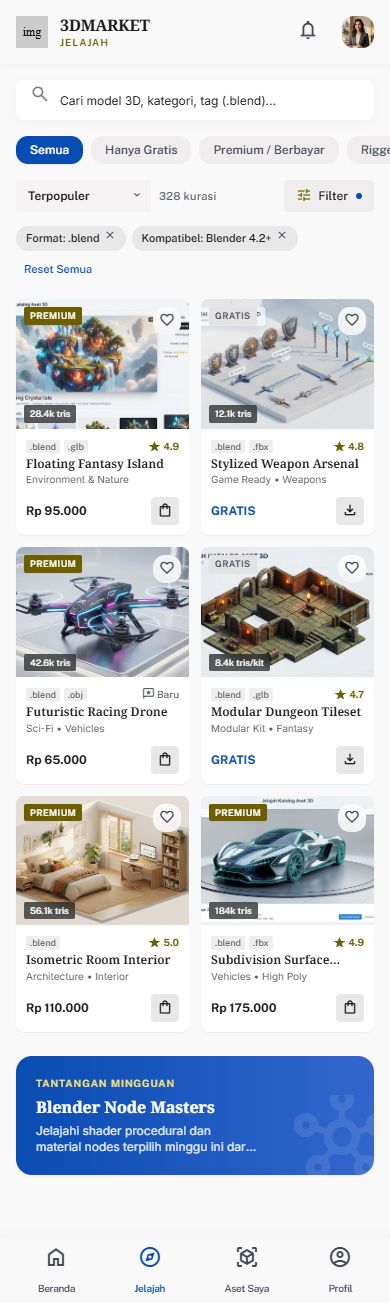 img
3DMARKET
JELAJAH
Cari model 3D, kategori, tag (.blend)...
Semua
Hanya Gratis
Premium / Berbayar
Rigge
Terpopuler
328 kurasi
Filter
Format: .blend ×
Kompatibel: Blender 4.2+ ×
Reset Semua
PREMIUM
28.4k tris
.blend .glb ★ 4.9
Floating Fantasy Island
Environment & Nature
Rp 95.000
GRATIS
12.1k tris
.blend .fbx ★ 4.8
Stylized Weapon Arsenal
Game Ready • Weapons
GRATIS
PREMIUM
42.6k tris
.blend .obj Baru
Futuristic Racing Drone
Sci-Fi • Vehicles
Rp 65.000
GRATIS
8.4k tris/kit
.blend .glb ★ 4.7
Modular Dungeon Tileset
Modular Kit • Fantasy
GRATIS
PREMIUM
56.1k tris
.blend ★ 5.0
Isometric Room Interior
Architecture • Interior
Rp 110.000
Jelajah Katalog Aset 3D
PREMIUM
184k tris
.blend .fbx ★ 4.9
Subdivision Surface...
Vehicles • High Poly
Rp 175.000
TANTANGAN MINGGUAN
Blender Node Masters
Jelajahi shader procedural dan
material nodes terpilih minggu ini dar...
Beranda
Jelajah
Aset Saya
Profil